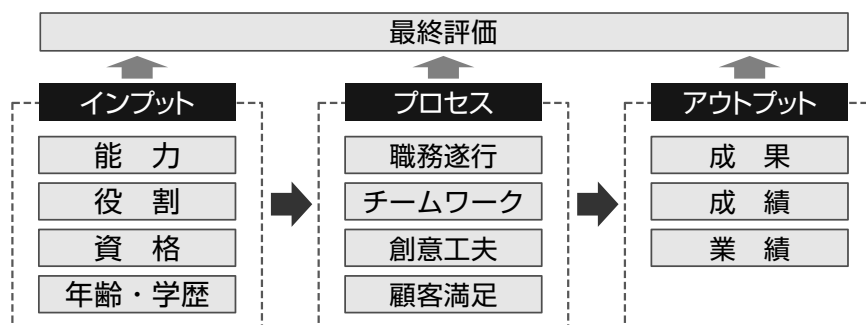 最終評価
インプット
能　力
役　割
資　格
年齢・学歴
プロセス
職務遂行
チームワーク
創意工夫
顧客満足
アウトプット
成　果
成　績
業　績